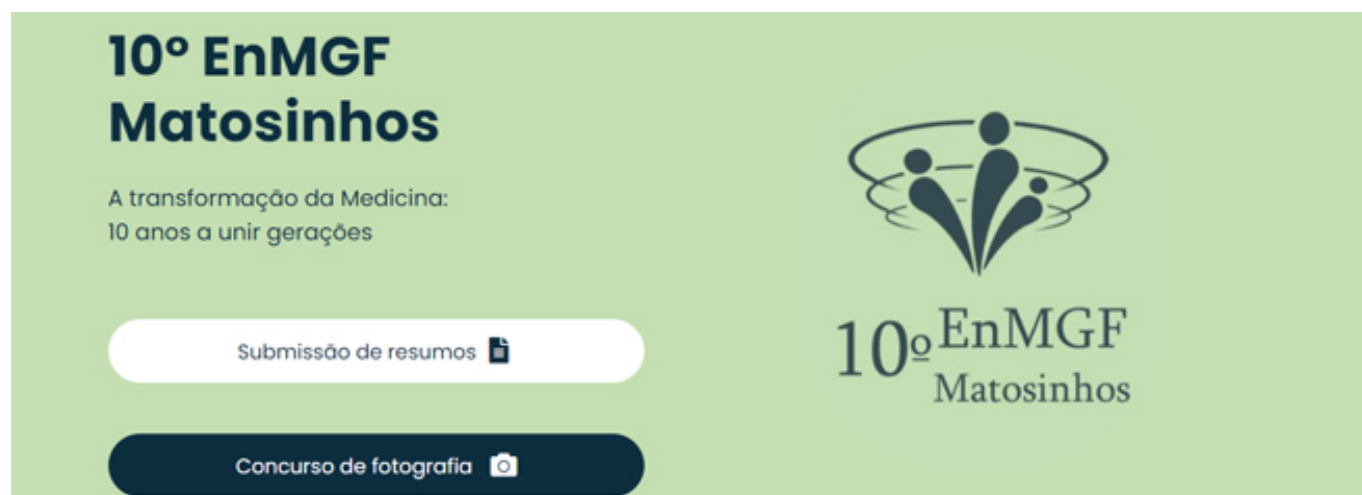 10º EnMGF
Matosinhos
A transformação da Medicina:
10 anos a unir gerações
Submissão de resumos
Concurso de fotografia
10º EnMGF
Matosinhos